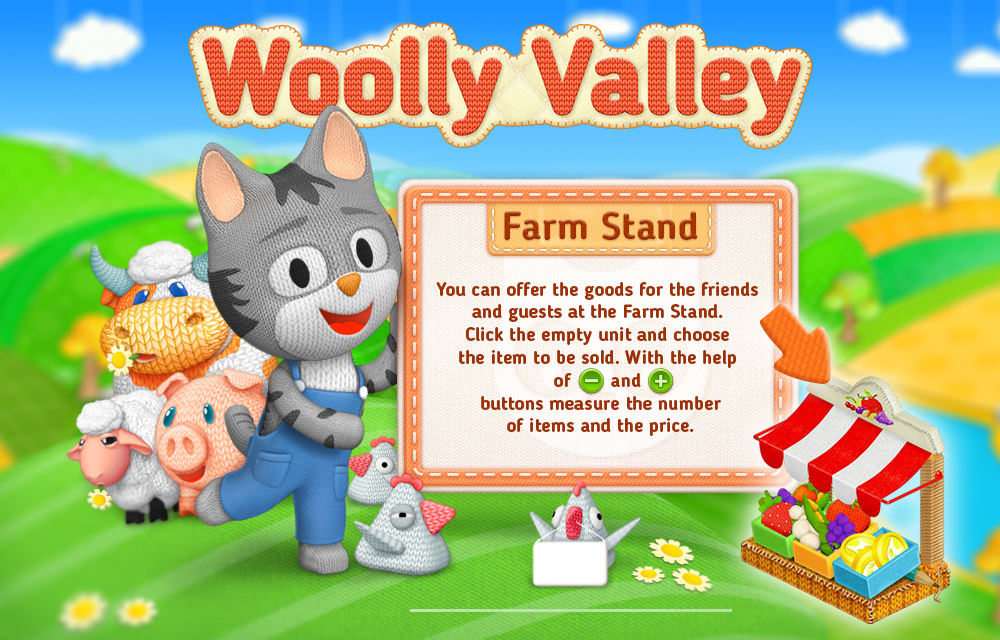 Woolly Valley
Farm Stand
You can offer the goods for the friends
and guests at the Farm Stand.
Click the empty unit and choose
the item to be sold. With the help
of − and +
buttons measure the number
of items and the price.